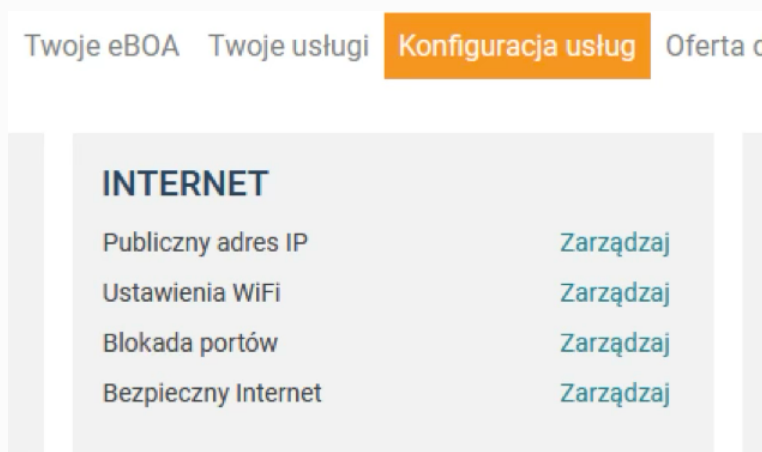 Twoje eBOA Twoje usługi Konfiguracja usług Oferta
INTERNET
Publiczny adres IP Zarządzaj
Ustawienia WiFi Zarządzaj
Blokada portów Zarządzaj
Bezpieczny Internet Zarządzaj